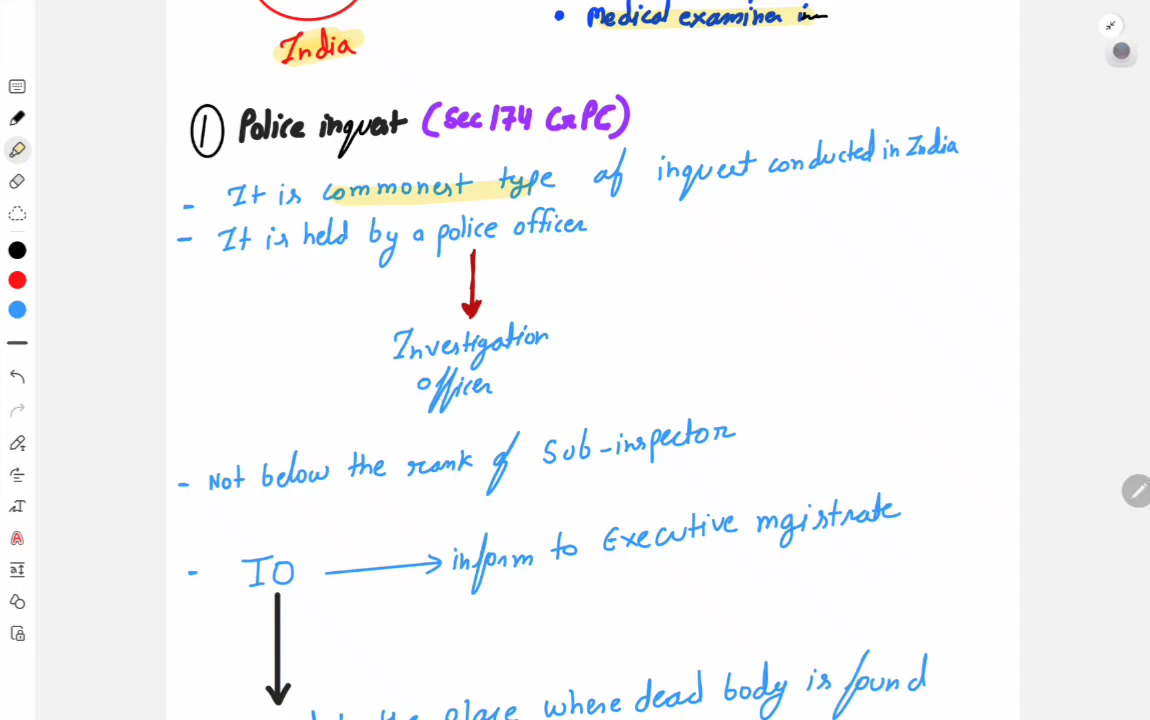 • Medical examiner
India
① Police inquest (Sec 174 CrPC)
- It is commonest type of inquest conducted in India
- It is held by a police officer
Investigation
officer
- Not below the rank of Sub-inspector
- IO → inform to Executive mgistrate
place where dead body is found